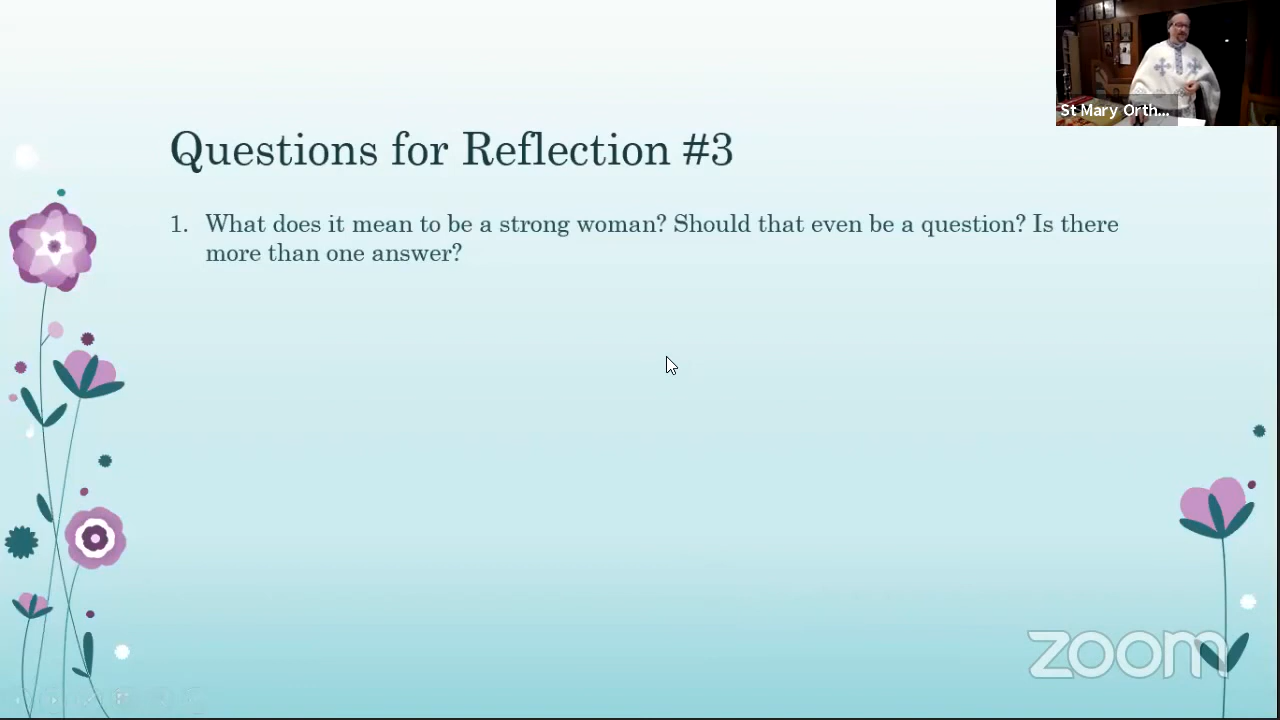 St Mary Orth...
Questions for Reflection #3
1. What does it mean to be a strong woman? Should that even be a question? Is there
more than one answer?
zoom